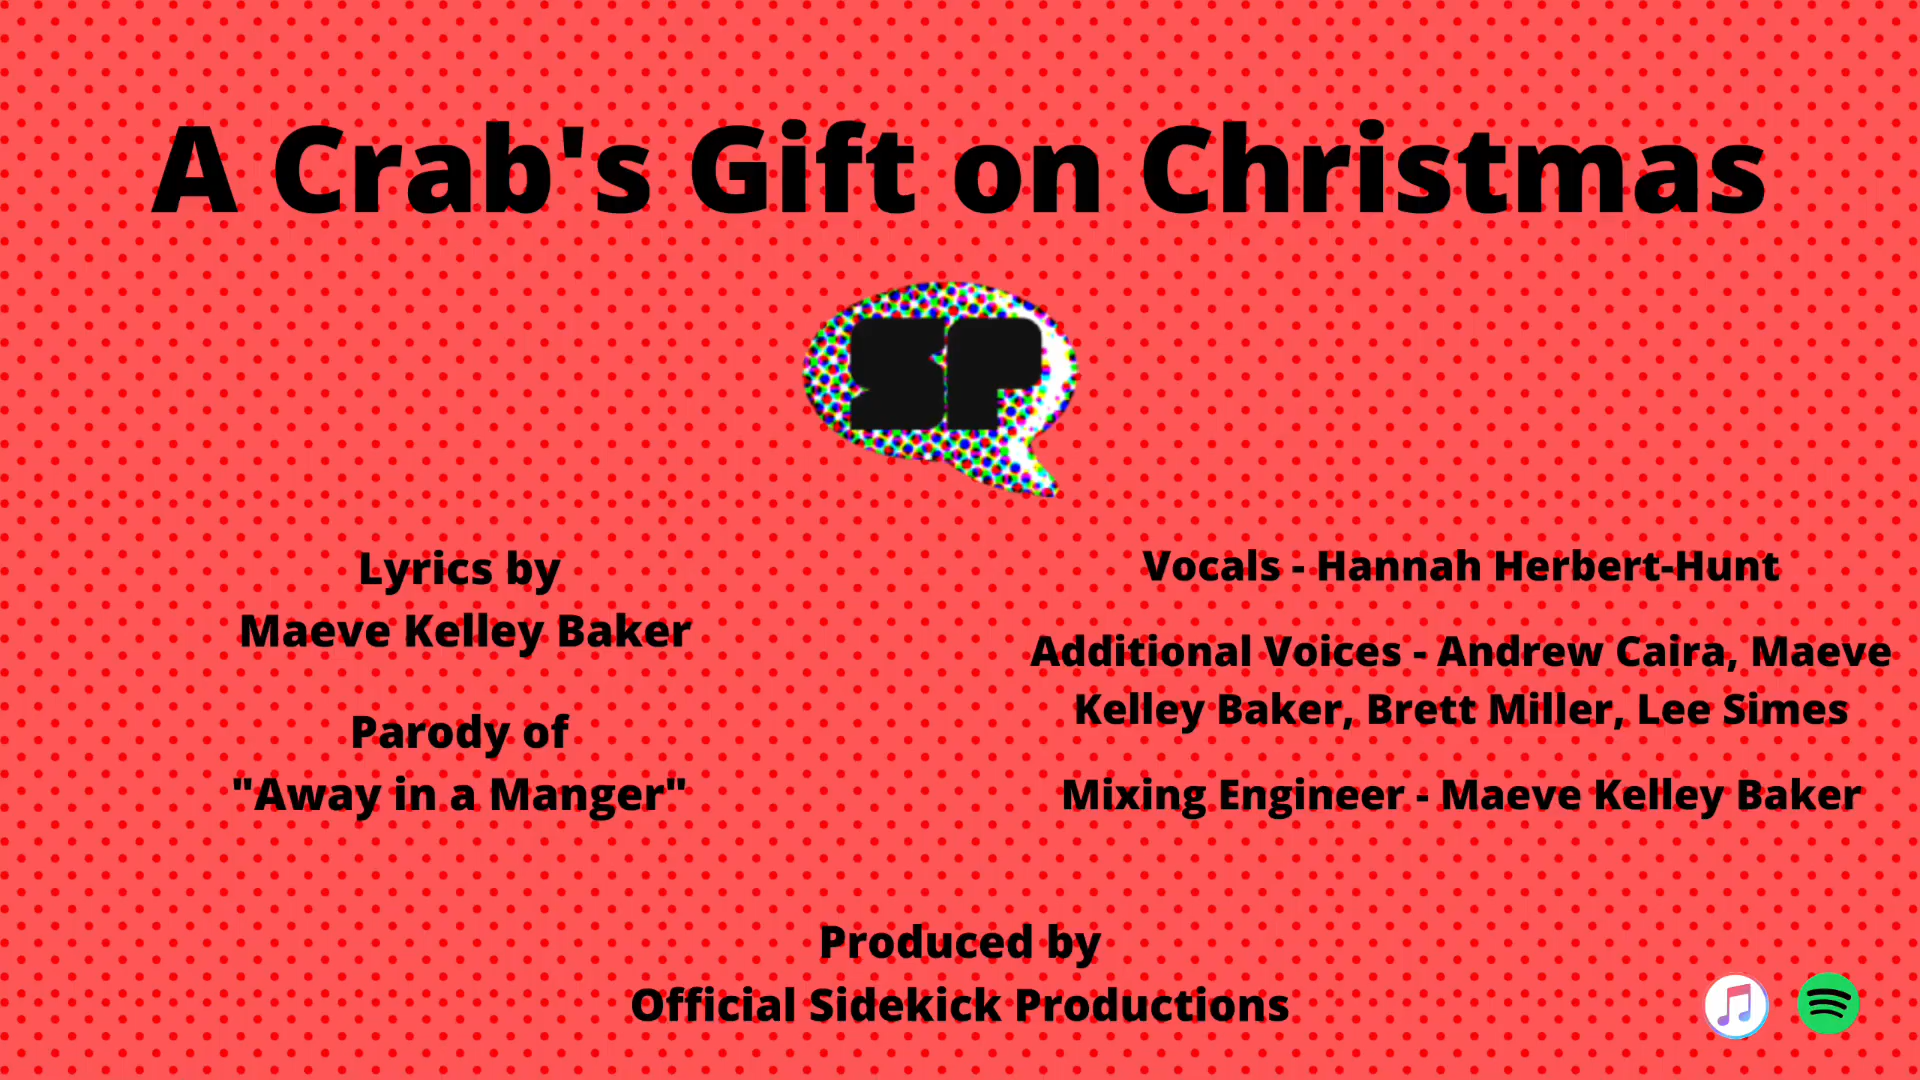 A Crab's Gift on Christmas
SP
Lyrics by
Maeve Kelley Baker
Parody of
"Away in a Manger"
Vocals - Hannah Herbert-Hunt
Additional Voices - Andrew Caira, Maeve
Kelley Baker, Brett Miller, Lee Simes
Mixing Engineer - Maeve Kelley Baker
Produced by
Official Sidekick Productions